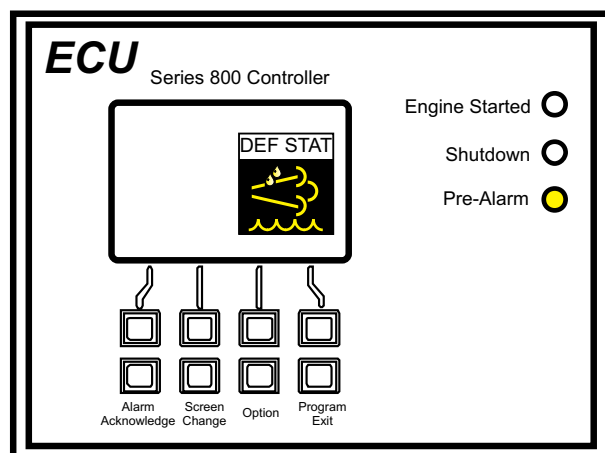 ECU
Series 800 Controller
DEF STAT
Engine Started
Shutdown
Pre-Alarm
Alarm
Acknowledge
Screen
Change
Option
Program
Exit